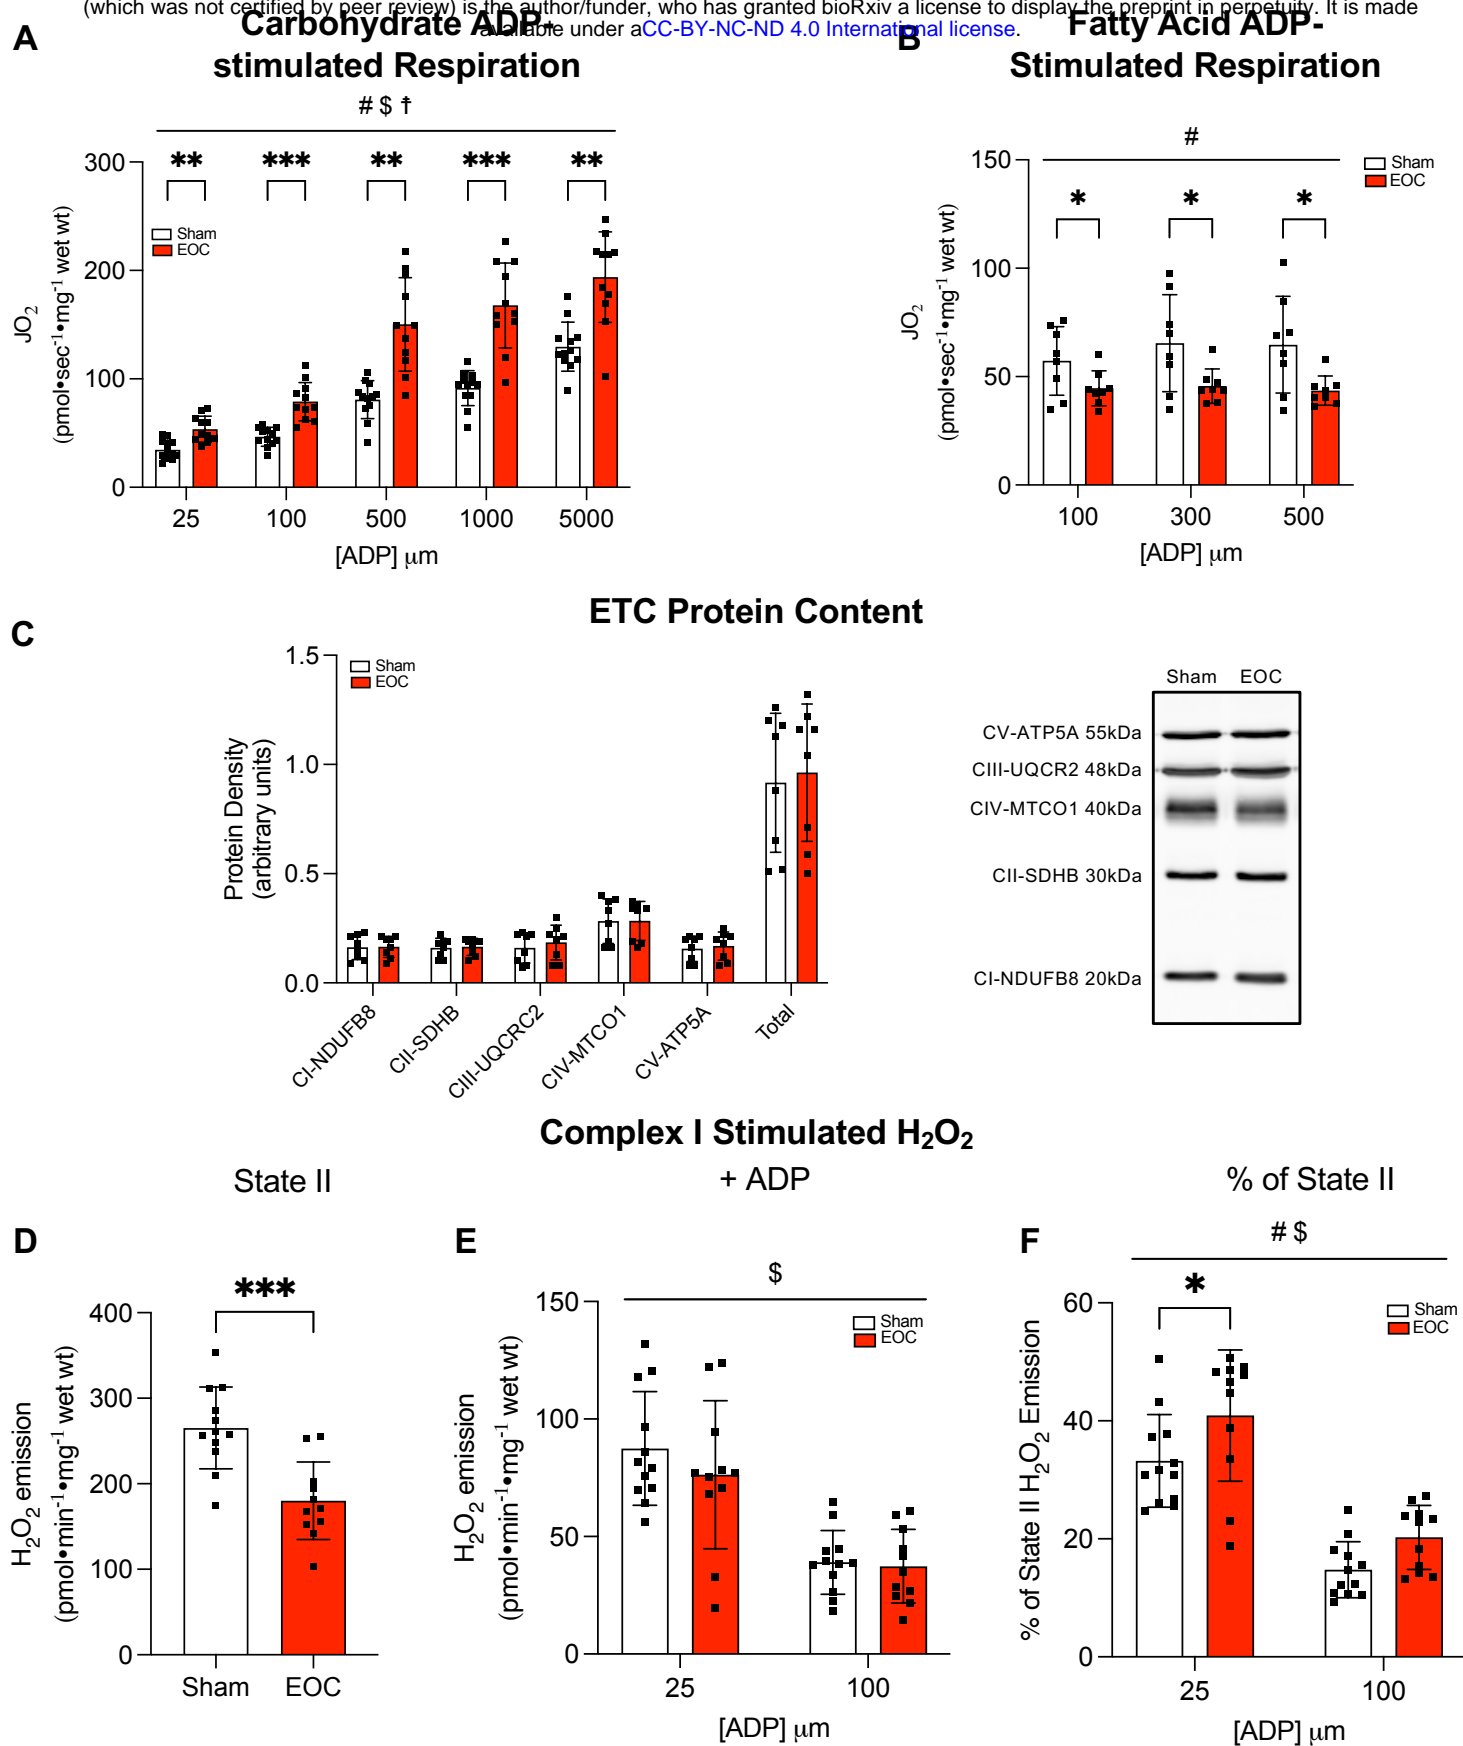 (which was not certified by peer review) is the author/funder, who has granted bioRxiv a license to display the preprint in perpetuity. It is made
available under aCC-BY-NC-ND 4.0 International license.
A
Carbohydrate ADP-
stimulated Respiration
# $ †
** *** ** *** **
300
200
100
0
JO2
(pmol•sec-1•mg-1 wet wt)
Sham
EOC
25 100 500 1000 5000
[ADP] μm
B
Fatty Acid ADP-
Stimulated Respiration
#
* * *
150
100
50
0
JO2
(pmol•sec-1•mg-1 wet wt)
Sham
EOC
100 300 500
[ADP] μm
C
ETC Protein Content
1.5
1.0
0.5
0.0
Protein Density
(arbitrary units)
Sham
EOC
CI-NDUFB8
CII-SDHB
CIII-UQCRC2
CIV-MTCO1
CV-ATP5A
Total
Sham EOC
CV-ATP5A 55kDa
CIII-UQCR2 48kDa
CIV-MTCO1 40kDa
CII-SDHB 30kDa
CI-NDUFB8 20kDa
Complex I Stimulated H2O2
State II
+ ADP
% of State II
D
***
400
300
200
100
0
H2O2 emission
(pmol•min-1•mg-1 wet wt)
Sham EOC
E
$
150
100
50
0
H2O2 emission
(pmol•min-1•mg-1 wet wt)
Sham
EOC
25 100
[ADP] μm
F
# $
*
60
40
20
0
% of State II H2O2 Emission
Sham
EOC
25 100
[ADP] μm